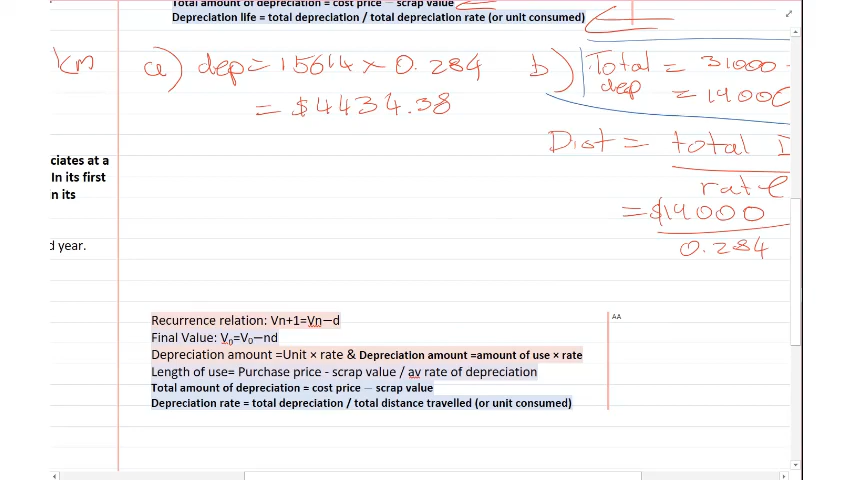 Total amount of depreciation = cost price – scrap value
Depreciation life = total depreciation / total depreciation rate (or unit consumed)
km
a) dep = 15614 × 0.284
= $4434.38
b) Total dep = 31000 -
= 14000
Dist = total
rate
= $14000
0.284
ciates at a
In its first
n its
d year.
Recurrence relation: Vn+1=Vn–d
Final Value: V0=V0–nd
Depreciation amount =Unit × rate & Depreciation amount =amount of use × rate
Length of use= Purchase price - scrap value / av rate of depreciation
Total amount of depreciation = cost price – scrap value
Depreciation rate = total depreciation / total distance travelled (or unit consumed)
AA